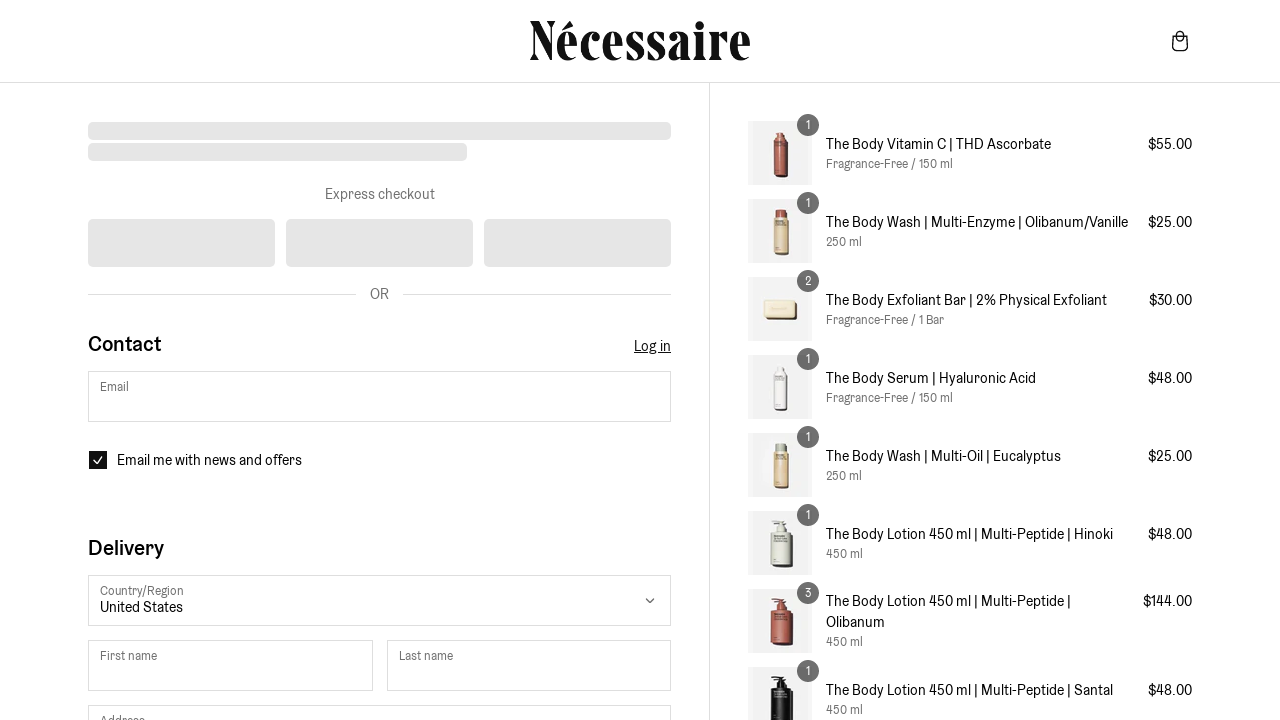 Nécessaire
Express checkout
OR
Contact
Log in
Email
Email me with news and offers
Delivery
Country/Region
United States
First name
Last name
Address
1
The Body Vitamin C | THD Ascorbate
$55.00
Fragrance-Free / 150 ml
1
The Body Wash | Multi-Enzyme | Olibanum/Vanille
$25.00
250 ml
2
The Body Exfoliant Bar | 2% Physical Exfoliant
$30.00
Fragrance-Free / 1 Bar
1
The Body Serum | Hyaluronic Acid
$48.00
Fragrance-Free / 150 ml
1
The Body Wash | Multi-Oil | Eucalyptus
$25.00
250 ml
1
The Body Lotion 450 ml | Multi-Peptide | Hinoki
$48.00
450 ml
3
The Body Lotion 450 ml | Multi-Peptide |
Olibanum
$144.00
450 ml
1
The Body Lotion 450 ml | Multi-Peptide | Santal
$48.00
450 ml